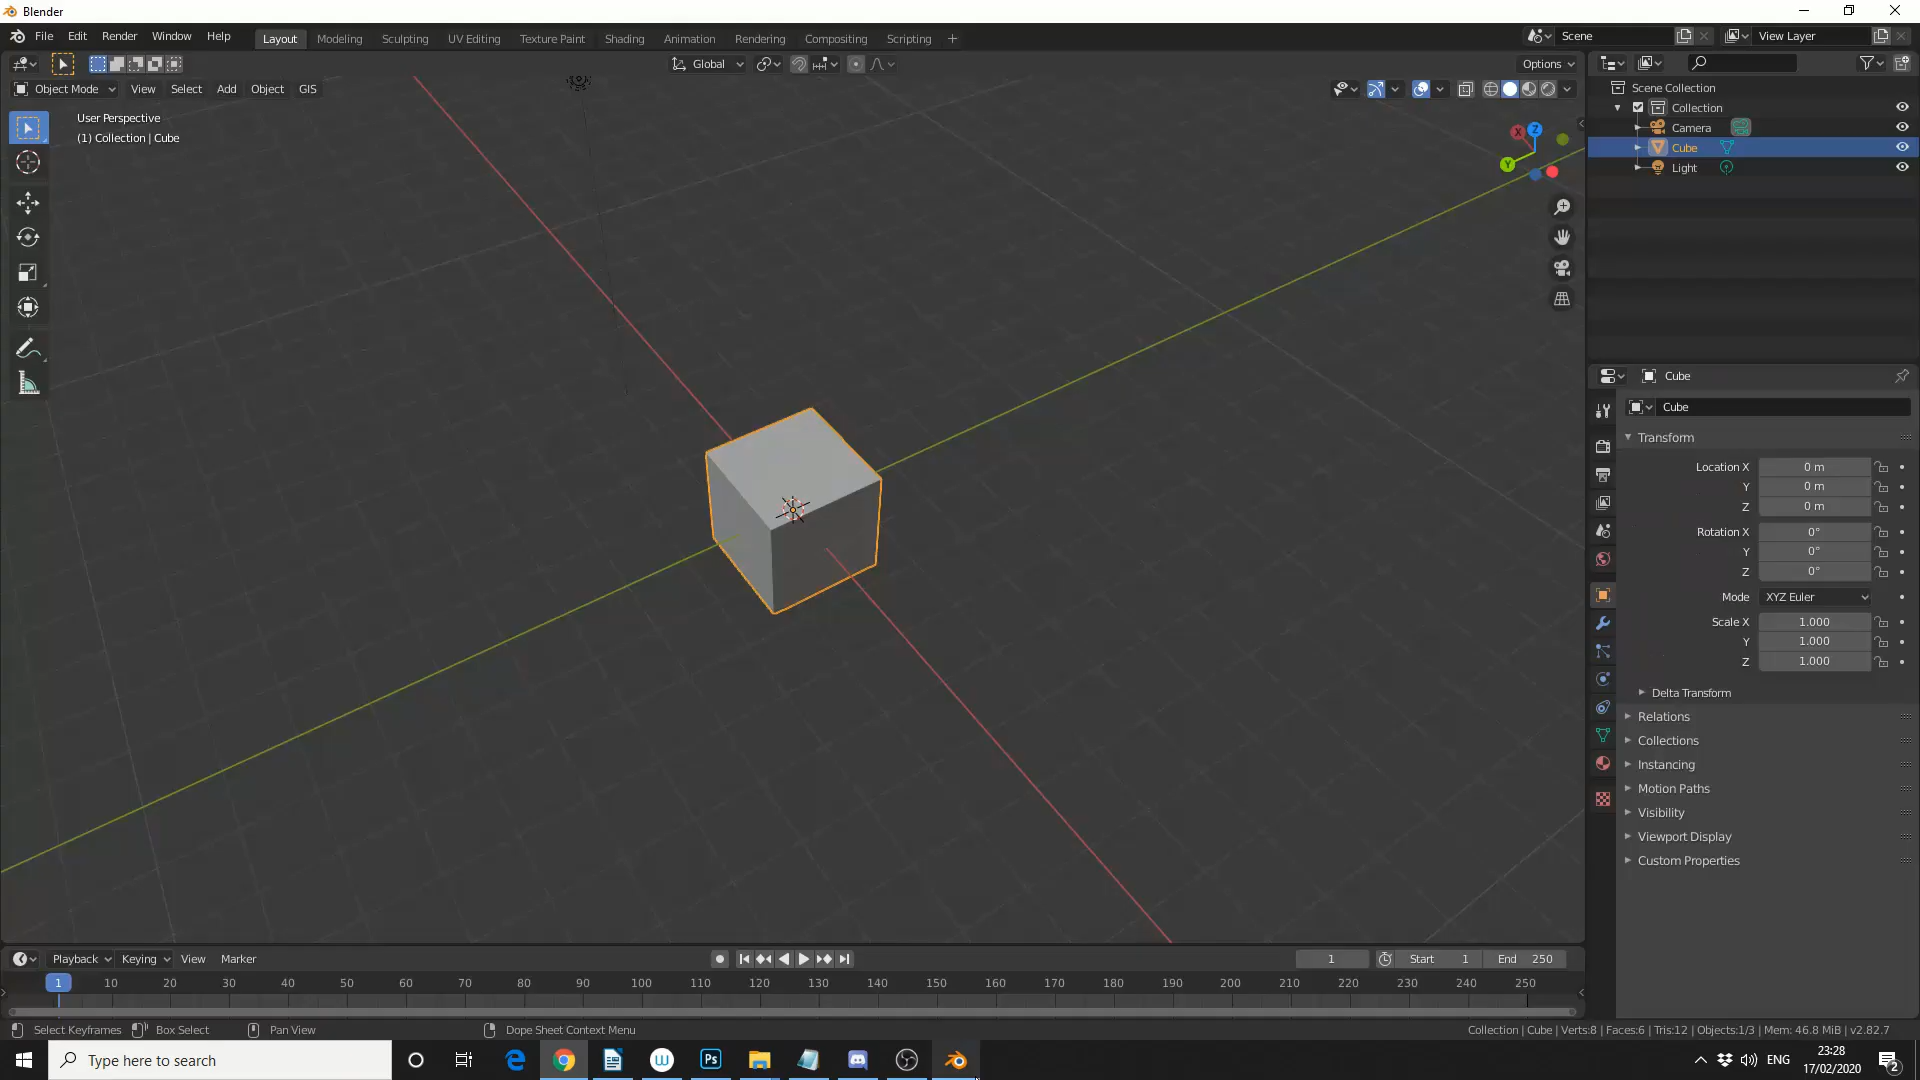 Blender
File Edit Render Window Help
Layout Modeling Sculpting UV Editing Texture Paint Shading Animation Rendering Compositing Scripting +
Scene View Layer
Global Options
Object Mode View Select Add Object GIS
User Perspective
(1) Collection | Cube
X Z
Y
Scene Collection
Collection
Camera
Cube
Light
Cube
Cube
Transform
Location X 0 m
Y 0 m
Z 0 m
Rotation X 0°
Y 0°
Z 0°
Mode XYZ Euler
Scale X 1.000
Y 1.000
Z 1.000
Delta Transform
Relations
Collections
Instancing
Motion Paths
Visibility
Viewport Display
Custom Properties
Playback Keying View Marker
1 Start 1 End 250
1 10 20 30 40 50 60 70 80 90 100 110 120 130 140 150 160 170 180 190 200 210 220 230 240 250
Select Keyframes Box Select Pan View Dope Sheet Context Menu
Collection | Cube | Verts:8 | Faces:6 | Tris:12 | Objects:1/3 | Mem: 46.8 MiB | v2.82.7
Type here to search
W Ps
ENG
23:28
17/02/2020
2